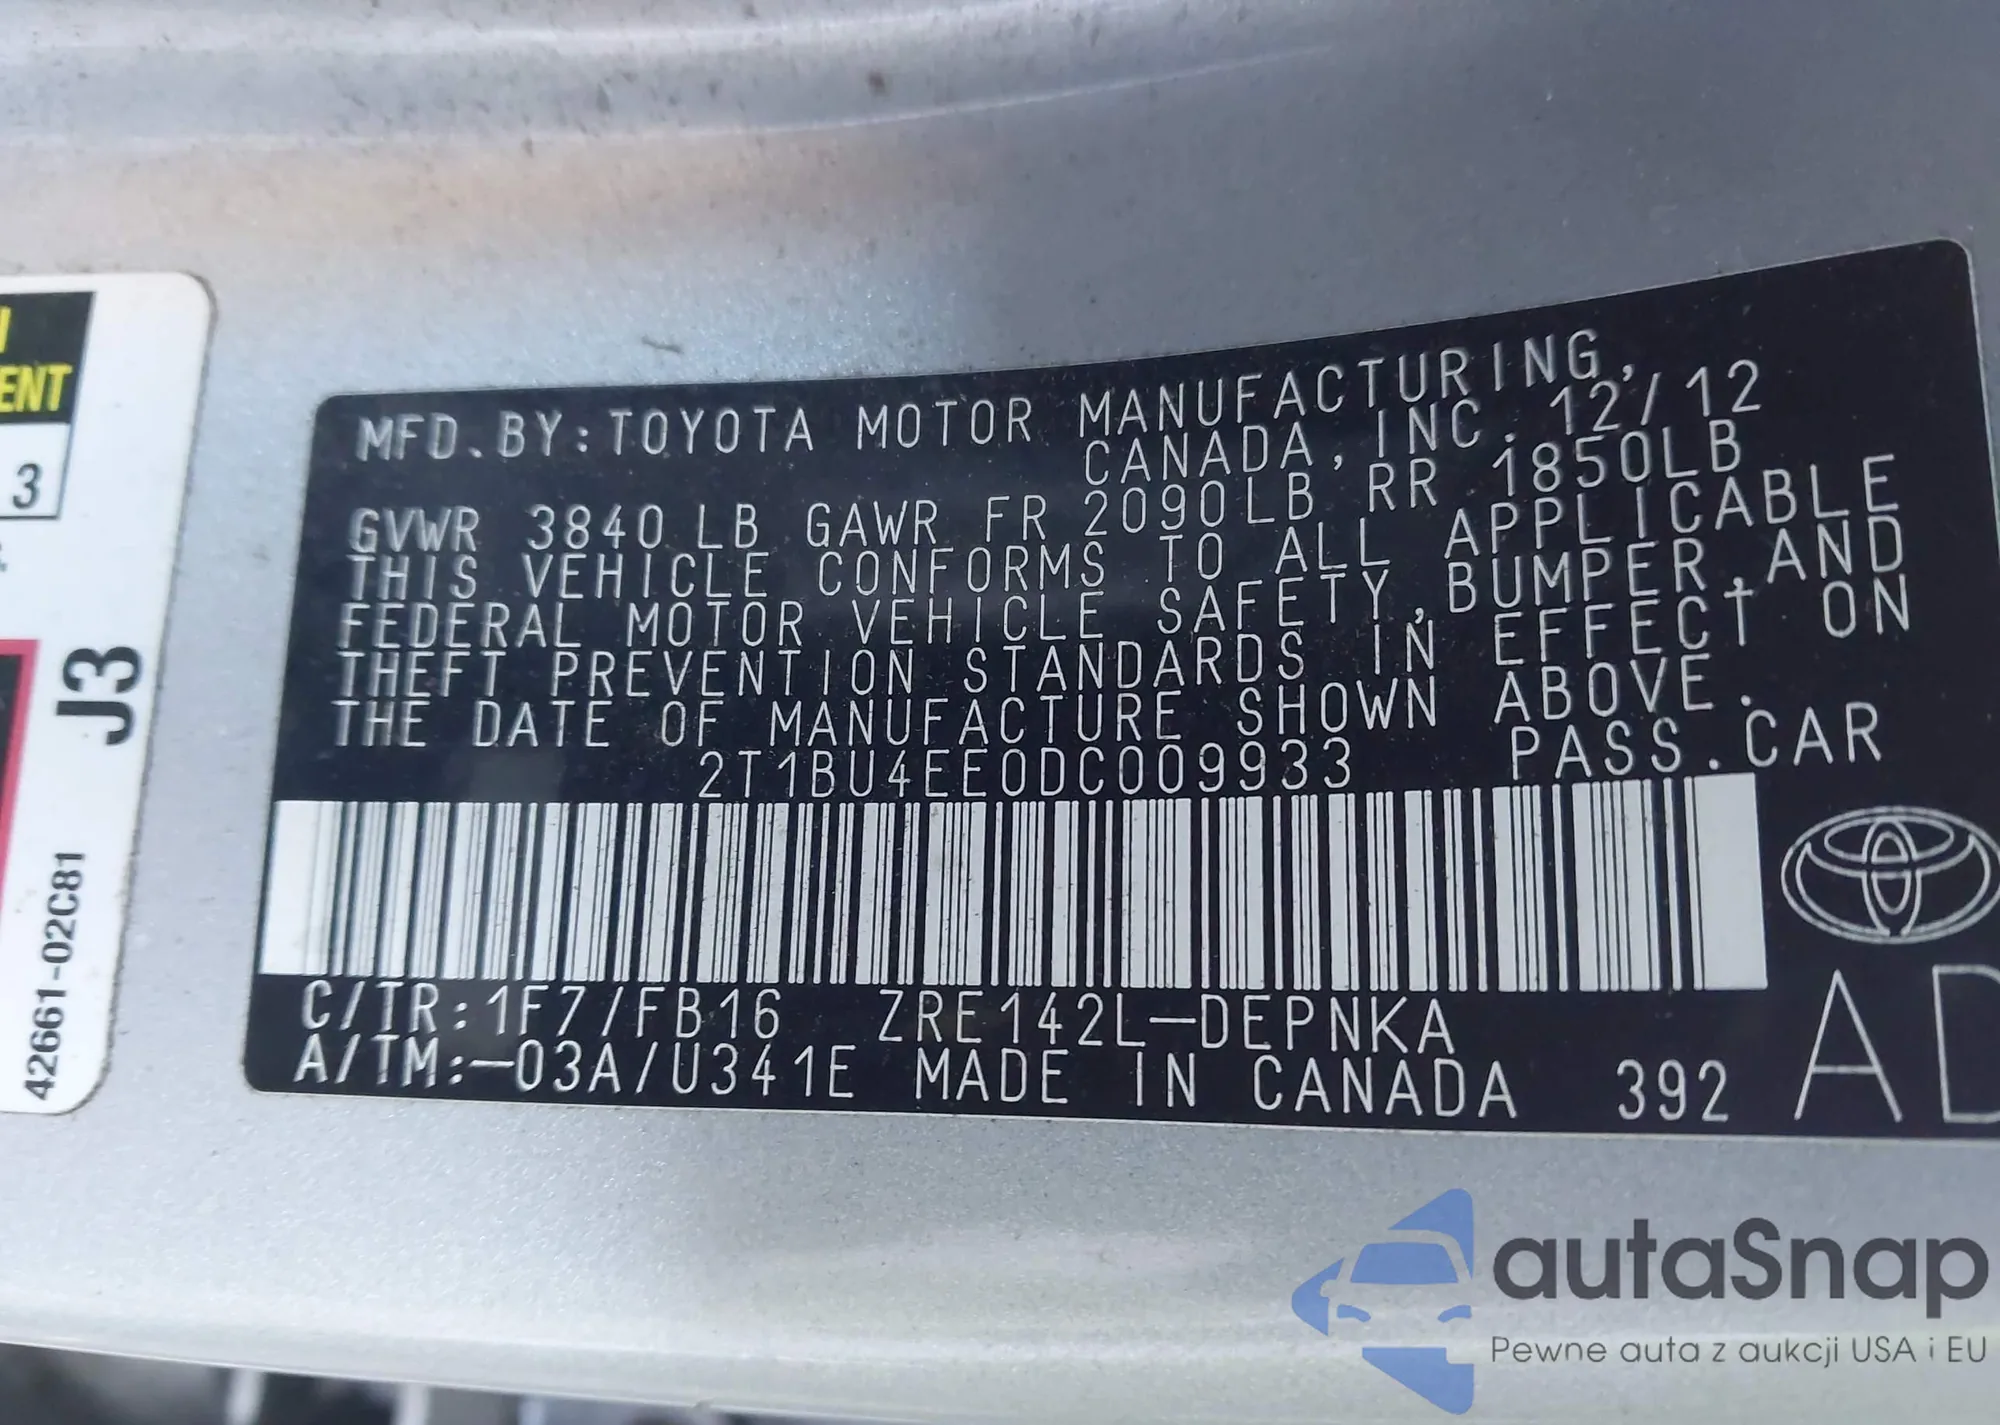 MFD.BY:TOYOTA MOTOR MANUFACTURING,
CANADA,INC. 12/12
GVWR 3840 LB GAWR FR 2090LB RR 1850LB
THIS VEHICLE CONFORMS TO ALL APPLICABLE
FEDERAL MOTOR VEHICLE SAFETY,BUMPER,AND
THEFT PREVENTION STANDARDS IN EFFECT ON
THE DATE OF MANUFACTURE SHOWN ABOVE.
2T1BU4EE0DC009933 PASS.CAR
C/TR:1F7/FB16 ZRE142L-DEPNKA
A/TM:-03A/U341E MADE IN CANADA 392 AD
ENT
3
J3
42661-02C81
autaSnap
Pewne auta z aukcji USA i EU